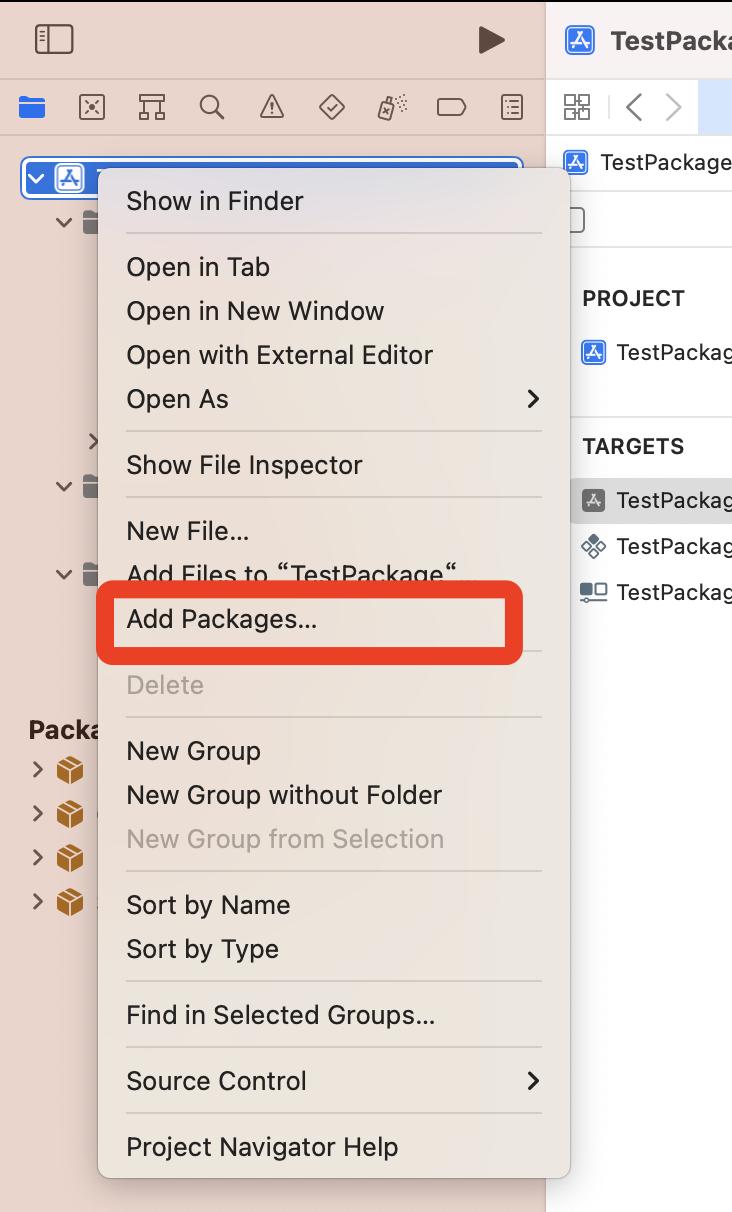 TestPacka
TestPackage
Show in Finder
Open in Tab
Open in New Window
PROJECT
Open with External Editor
TestPackag
Open As
TARGETS
Show File Inspector
TestPackag
New File...
TestPackag
Add Files to “TestPackage“...
TestPackag
Add Packages...
Delete
Packa
New Group
New Group without Folder
New Group from Selection
Sort by Name
Sort by Type
Find in Selected Groups...
Source Control
Project Navigator Help